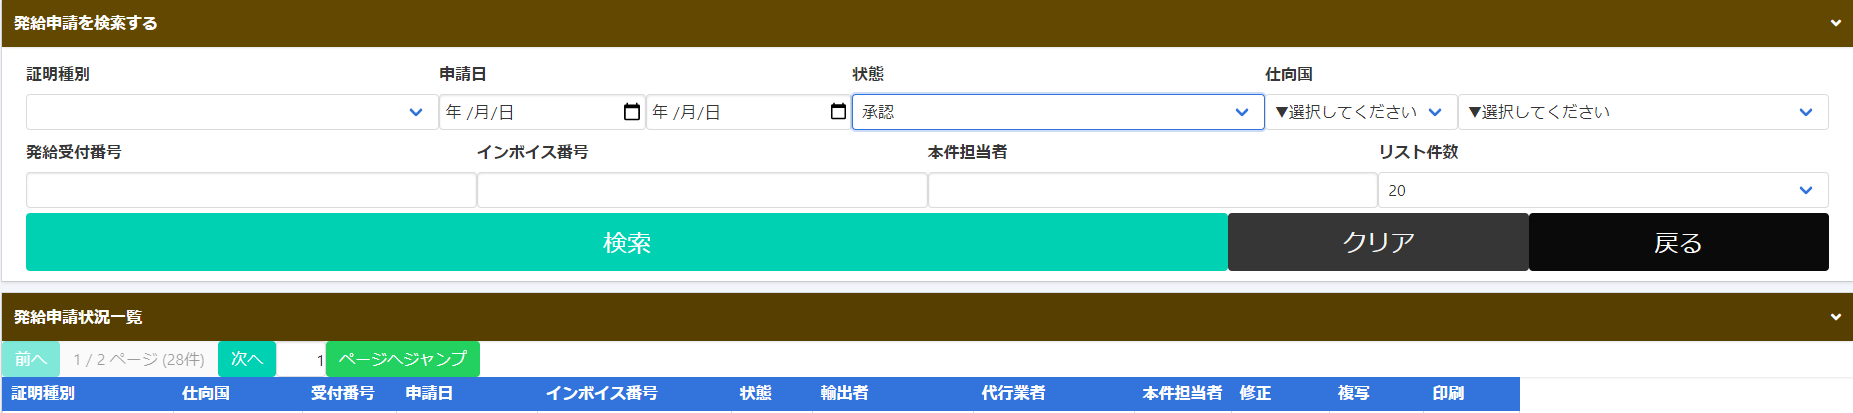 発給申請を検索する
証明種別 申請日 状態 仕向国
年 /月/日 年 /月/日 承認 ▼選択してください ▼選択してください
発給受付番号 インボイス番号 本件担当者 リスト件数
20
検索 クリア 戻る
発給申請状況一覧
前へ 1 / 2 ページ (28件) 次へ 1 ページへジャンプ
証明種別 仕向国 受付番号 申請日 インボイス番号 状態 輸出者 代行業者 本件担当者 修正 複写 印刷